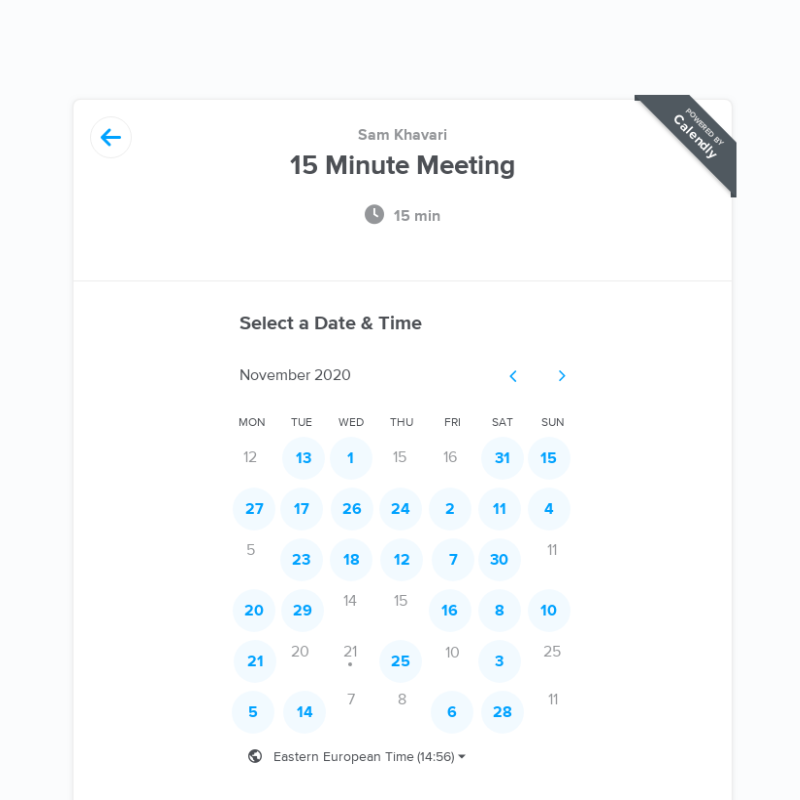 Sam Khavari
15 Minute Meeting
15 min
POWERED BY
Calendly
Select a Date & Time
November 2020
MON TUE WED THU FRI SAT SUN
12 13 1 15 16 31 15
27 17 26 24 2 11 4
5 23 18 12 7 30 11
20 29 14 15 16 8 10
21 20 21 25 10 3 25
5 14 7 8 6 28 11
Eastern European Time (14:56)